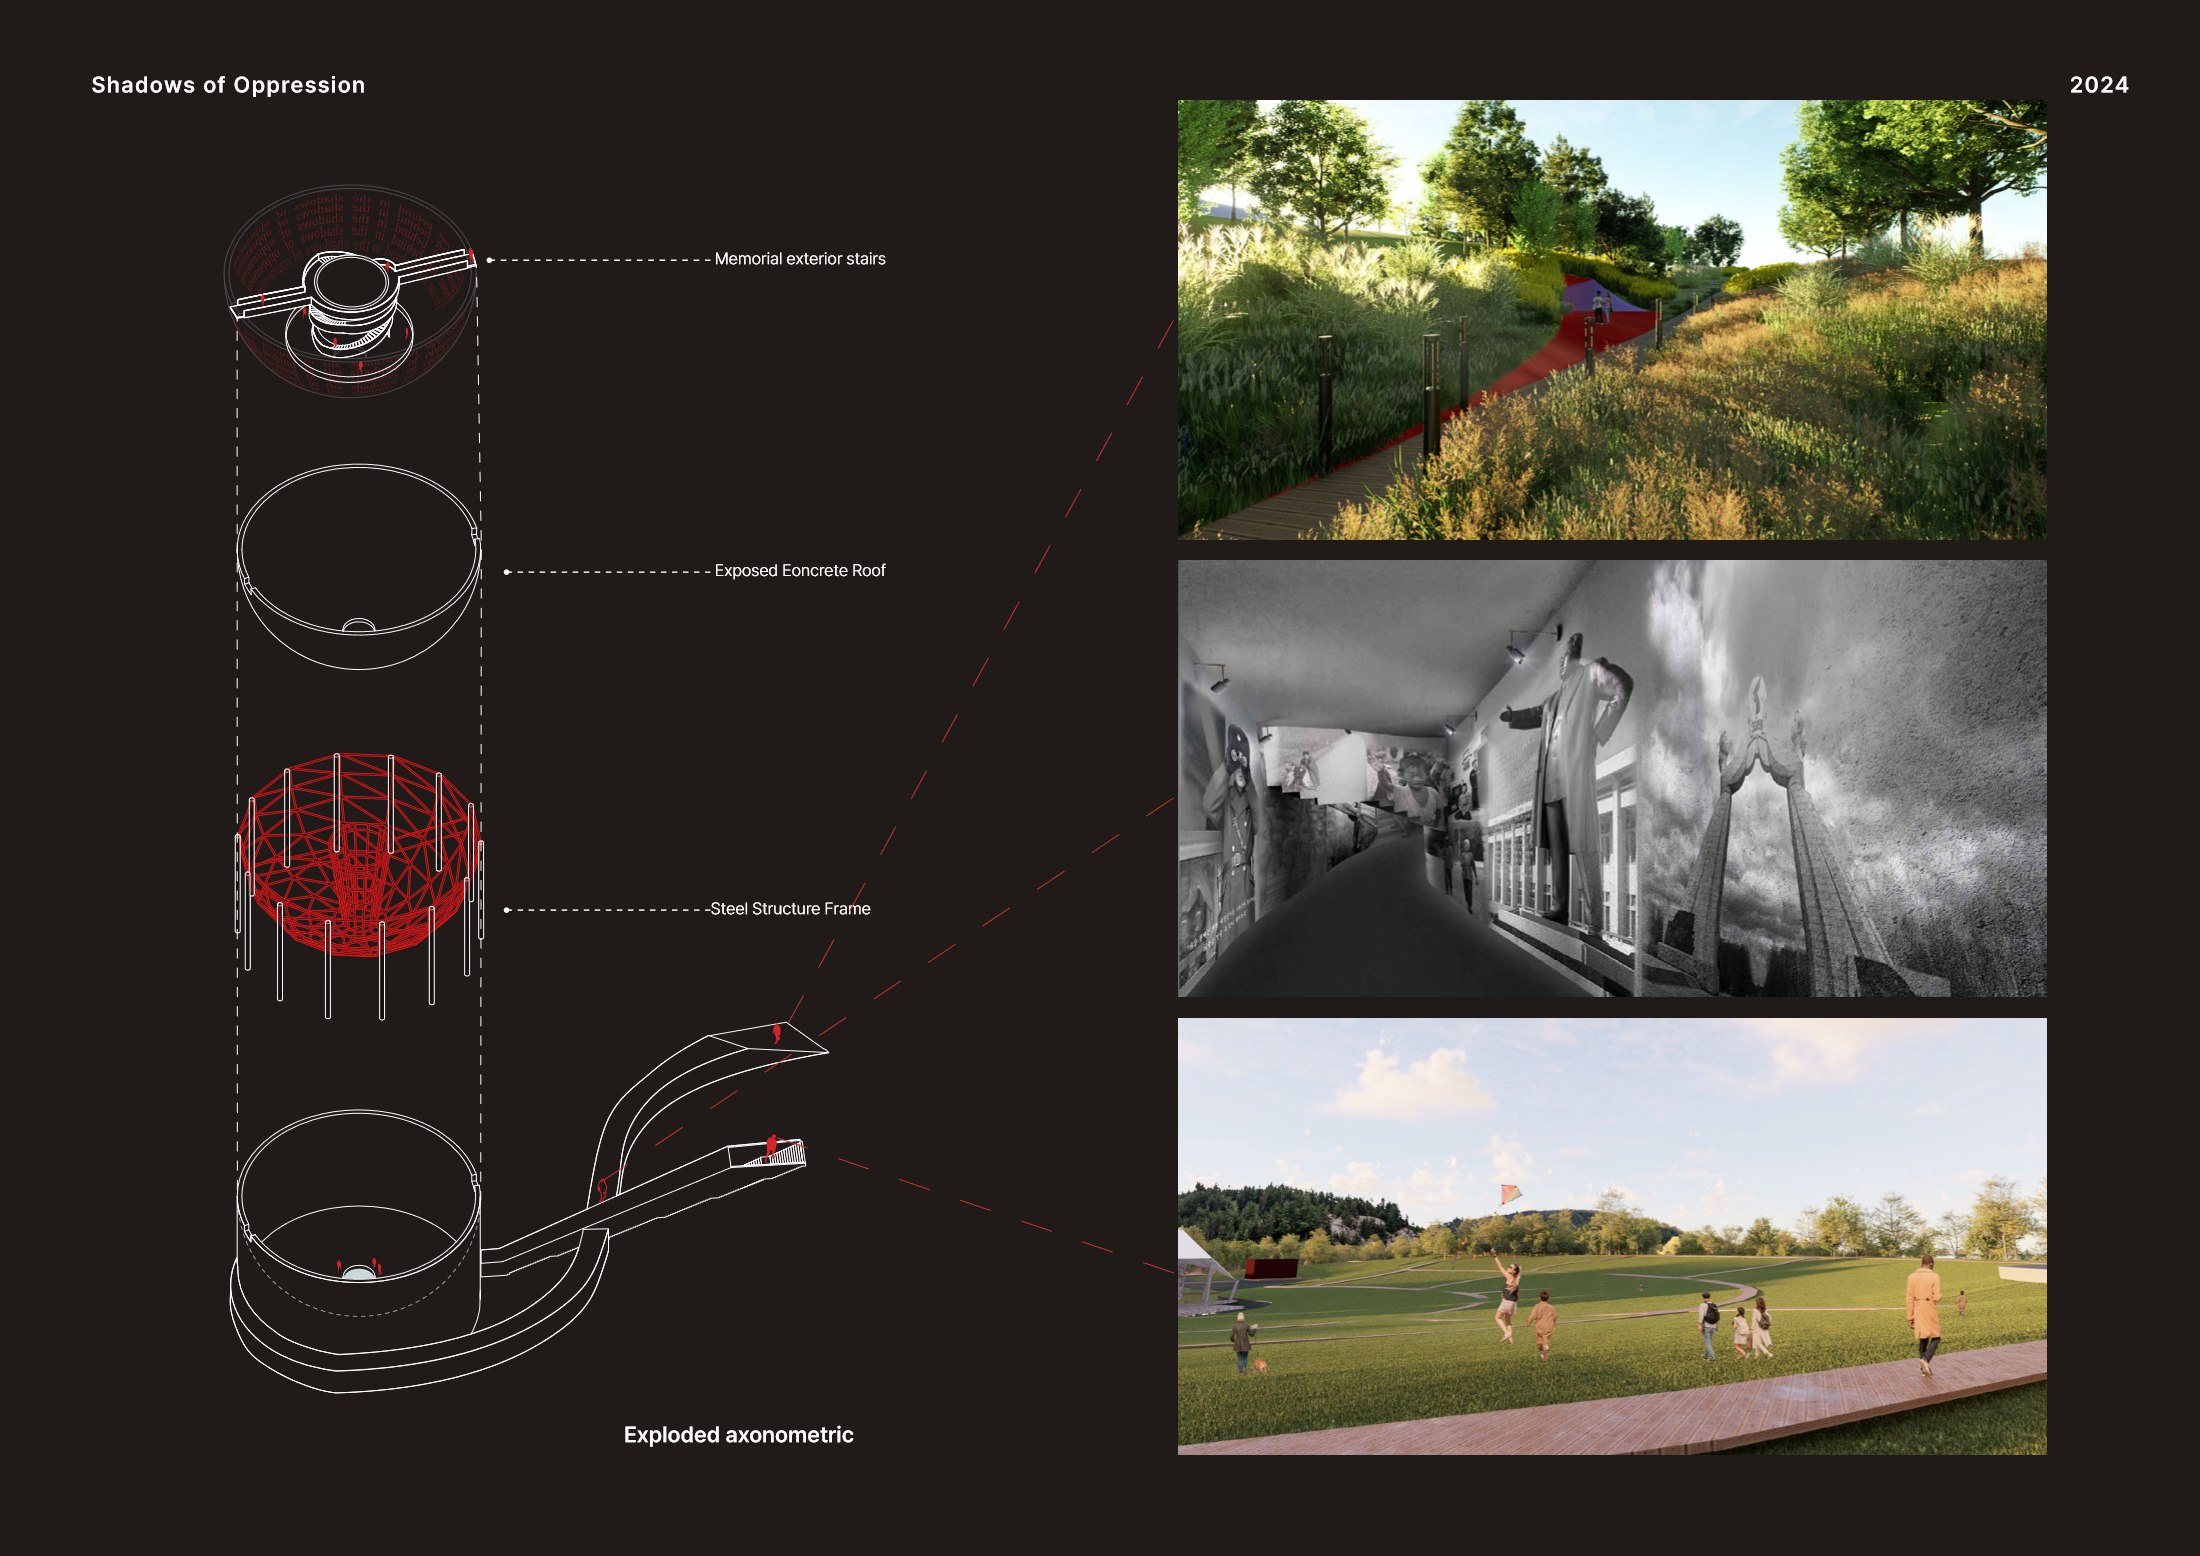 Shadows of Oppression
2024
Memorial exterior stairs
Exposed Eoncrete Roof
Steel Structure Frame
Exploded axonometric